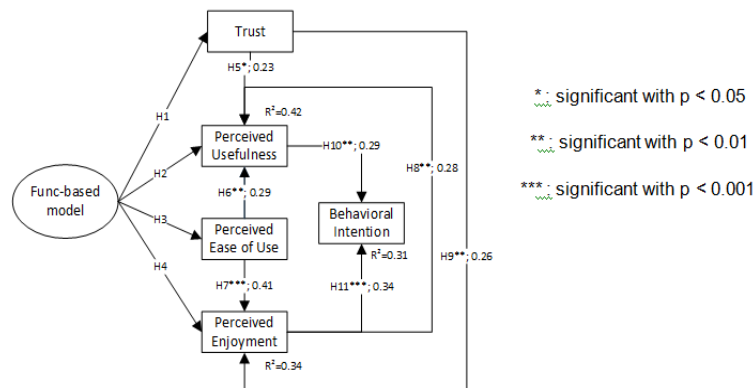 Trust
H5*; 0.23
R²=0.42
Perceived
Usefulness
H10**; 0.29
H1
H2
H8**; 0.28
Func-based
model
H6**; 0.29
Behavioral
Intention
H3
Perceived
Ease of Use
R²=0.31
H4
H9**; 0.26
H7***; 0.41
H11***; 0.34
Perceived
Enjoyment
R²=0.34
* : significant with p < 0.05
** : significant with p < 0.01
*** : significant with p < 0.001